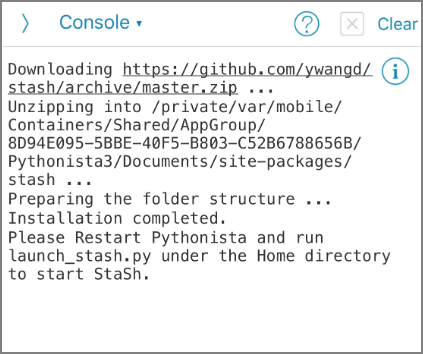 Console
Clear
Downloading https://github.com/ywangd/
stash/archive/master.zip ...
Unzipping into /private/var/mobile/
Containers/Shared/AppGroup/
8D94E095-5BBE-40F5-B803-C52B6788656B/
Pythonista3/Documents/site-packages/
stash ...
Preparing the folder structure ...
Installation completed.
Please Restart Pythonista and run
launch_stash.py under the Home directory
to start StaSh.